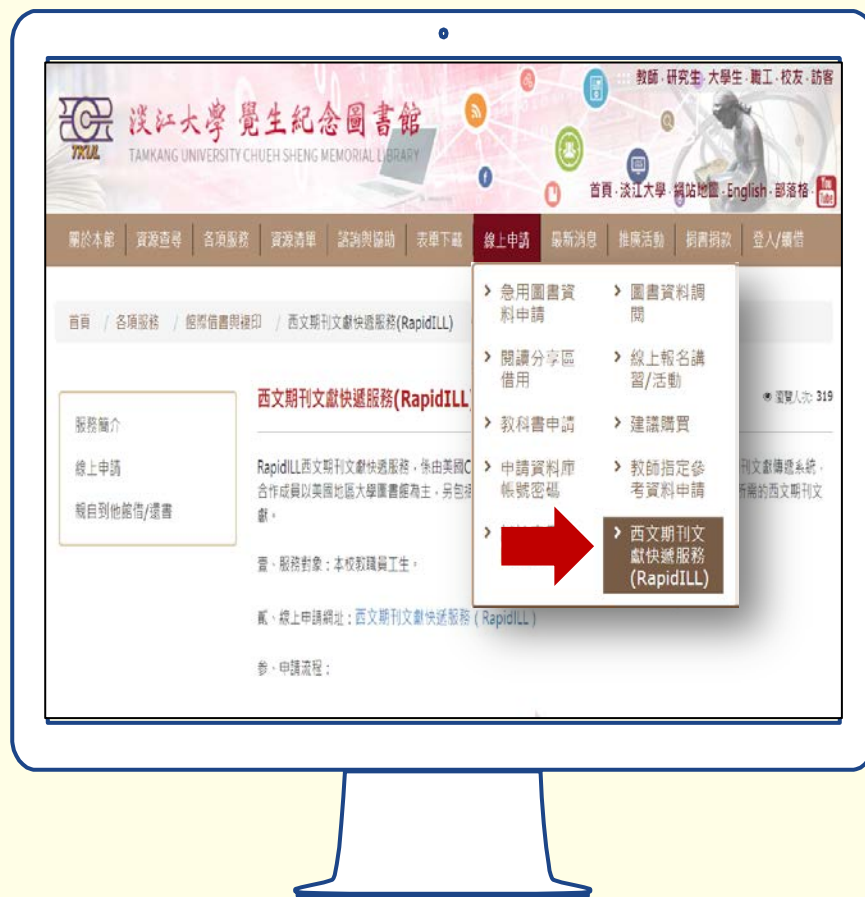 教師．研究生．大學生．職工．校友．訪客
淡江大學 覺生紀念圖書館
TKUL
TAMKANG UNIVERSITY CHUEH SHENG MEMORIAL LIBRARY
首頁．淡江大學．網站地圖．English．部落格．
You Tube
關於本館 資源查尋 各項服務 資源清單 諮詢與協助 表單下載 線上申請 最新消息 推廣活動 捐書捐款 登入/續借
首頁 / 各項服務 / 館際借書與複印 / 西文期刊文獻快遞服務(RapidILL)
急用圖書資
料申請
圖書資料調
閱
閱讀分享區
借用
線上報名講
習/活動
教科書申請
建議購買
申請資料庫
帳號密碼
教師指定參
考資料申請
西文期刊文
獻快遞服務
(RapidILL)
服務簡介
線上申請
親自到他館借/還書
西文期刊文獻快遞服務(RapidILL
瀏覽人次: 319
RapidILL西文期刊文獻快遞服務，係由美國C
刊文獻傳遞系統，
合作成員以美國地區大學圖書館為主，另包括
所需的西文期刊文
獻。
壹、服務對象：本校教職員工生。
貳、線上申請網址：西文期刊文獻快遞服務（RapidILL）
參、申請流程：